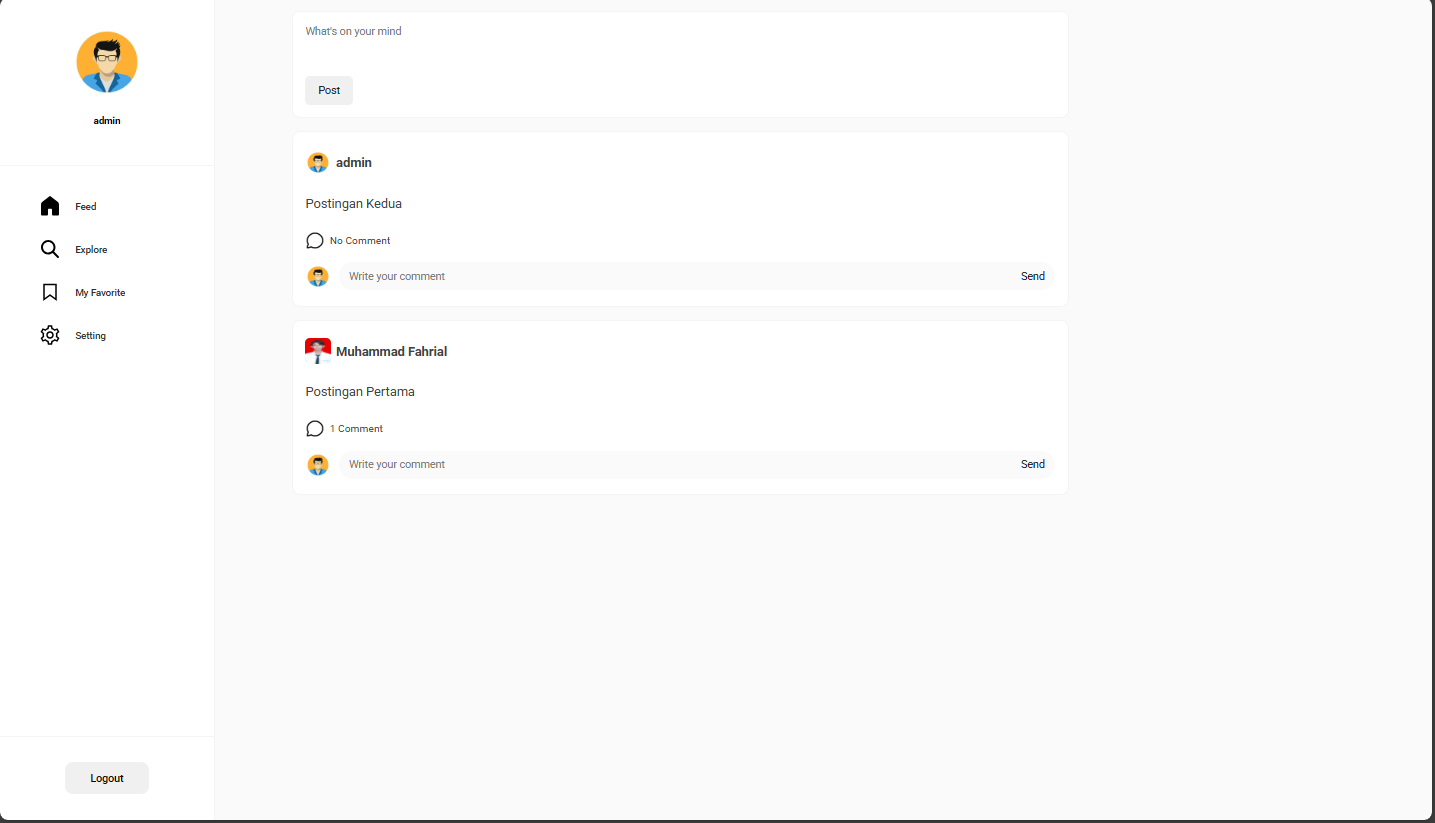 admin
Feed
Explore
My Favorite
Setting
Logout
What's on your mind
Post
admin
Postingan Kedua
No Comment
Write your comment Send
Muhammad Fahrial
Postingan Pertama
1 Comment
Write your comment Send